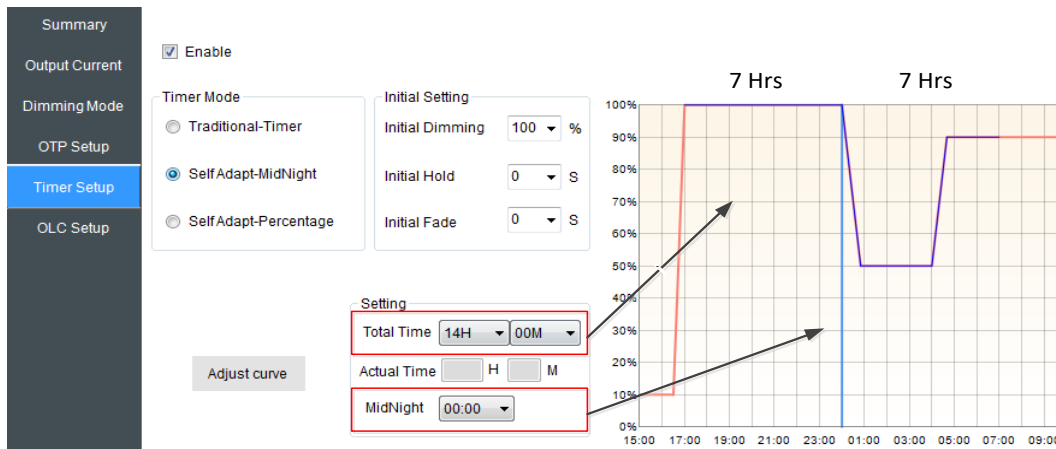 Summary
Output Current
Dimming Mode
OTP Setup
Timer Setup
OLC Setup
Enable
Timer Mode
Traditional-Timer
Self Adapt-MidNight
Self Adapt-Percentage
Initial Setting
Initial Dimming 100 %
Initial Hold 0 S
Initial Fade 0 S
Adjust curve
Setting
Total Time 14H 00M
Actual Time H M
MidNight 00:00
7 Hrs 7 Hrs
100%
90%
80%
70%
60%
50%
40%
30%
20%
10%
0%
15:00 17:00 19:00 21:00 23:00 01:00 03:00 05:00 07:00 09:00